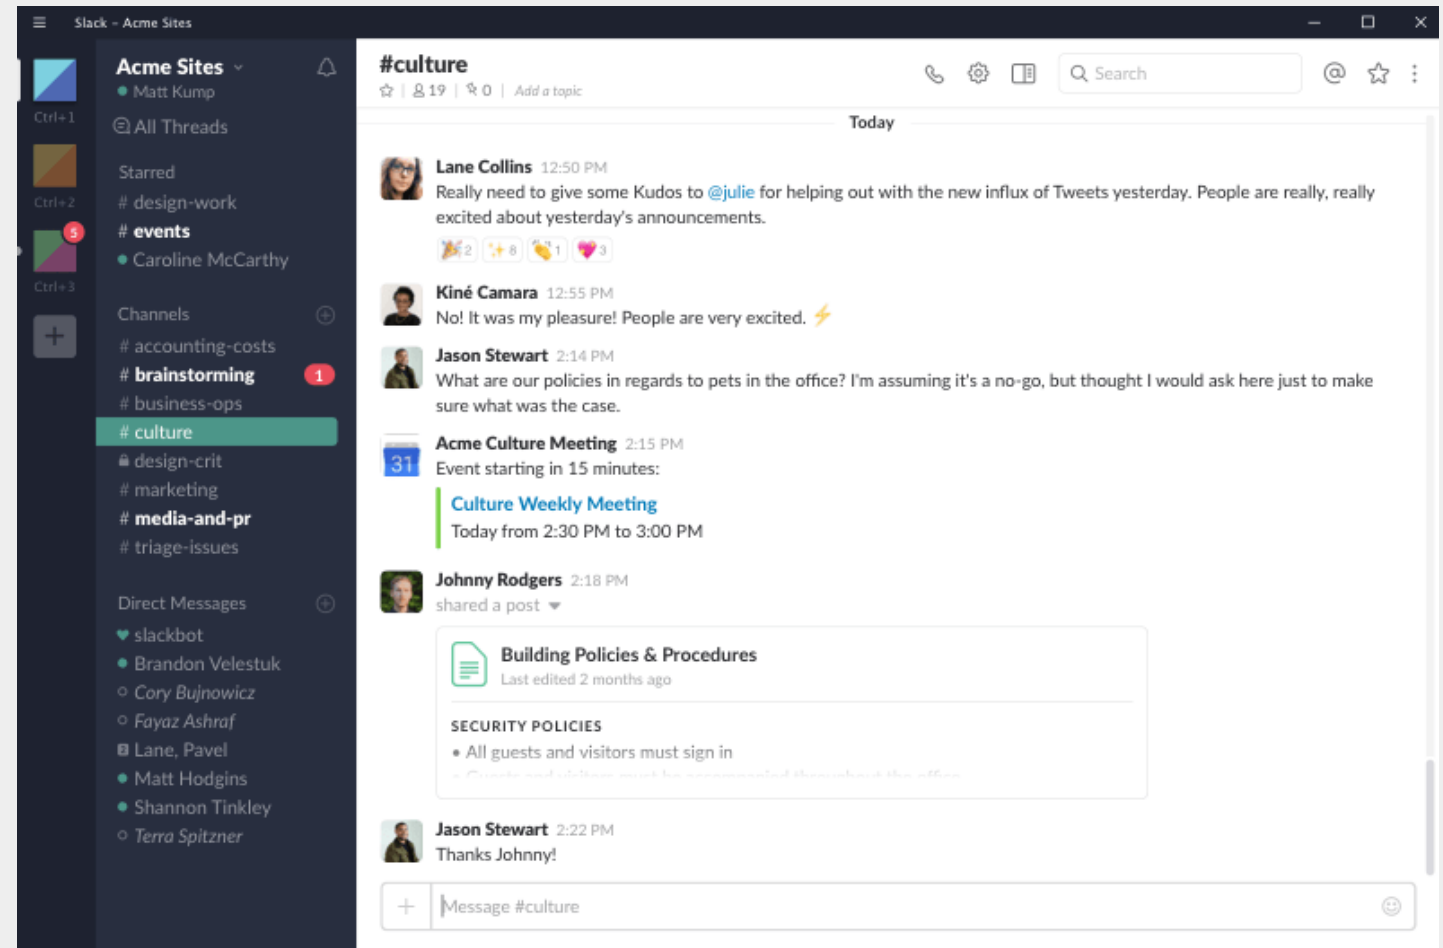 Slack - Acme Sites
Acme Sites
Matt Kump
All Threads
Starred
# design-work
# events
Caroline McCarthy
Channels
# accounting-costs
# brainstorming 1
# business-ops
# culture
design-crit
# marketing
# media-and-pr
# triage-issues
Direct Messages
slackbot
Brandon Velestuk
Cory Bujnowicz
Fayaz Ashraf
Lane, Pavel
Matt Hodgins
Shannon Tinkley
Terra Spitzner
Ctrl+1
Ctrl+2
5
Ctrl+3
#culture
19 | 0 | Add a topic
Search
Today
Lane Collins 12:50 PM
Really need to give some Kudos to @julie for helping out with the new influx of Tweets yesterday. People are really, really
excited about yesterday's announcements.
2 8 1 3
Kiné Camara 12:55 PM
No! It was my pleasure! People are very excited. ⚡
Jason Stewart 2:14 PM
What are our policies in regards to pets in the office? I'm assuming it's a no-go, but thought I would ask here just to make
sure what was the case.
31
Acme Culture Meeting 2:15 PM
Event starting in 15 minutes:
Culture Weekly Meeting
Today from 2:30 PM to 3:00 PM
Johnny Rodgers 2:18 PM
shared a post
Building Policies & Procedures
Last edited 2 months ago
SECURITY POLICIES
• All guests and visitors must sign in
• Guests and visitors must be accompanied throughout the office
Jason Stewart 2:22 PM
Thanks Johnny!
Message #culture